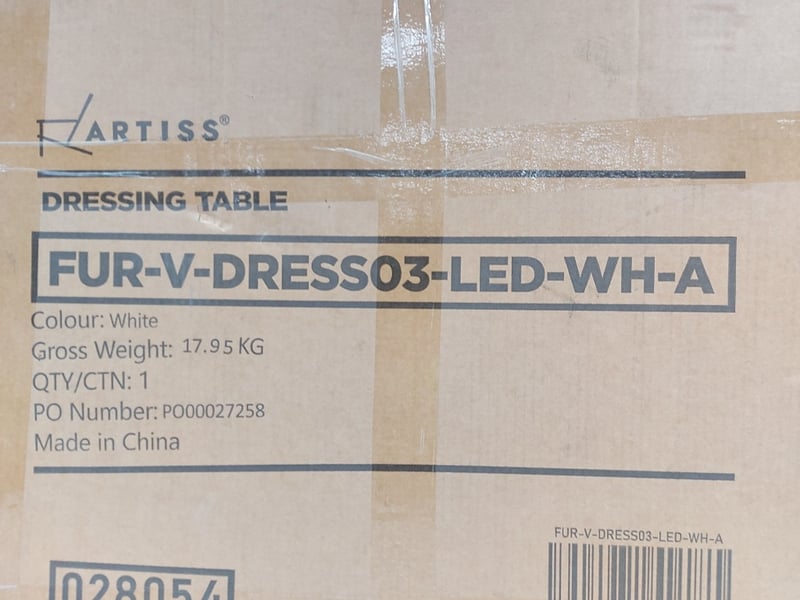 ARTISS®
DRESSING TABLE
FUR-V-DRESS03-LED-WH-A
Colour: White
Gross Weight: 17.95 KG
QTY/CTN: 1
PO Number: PO00027258
Made in China
FUR-V-DRESS03-LED-WH-A
028054